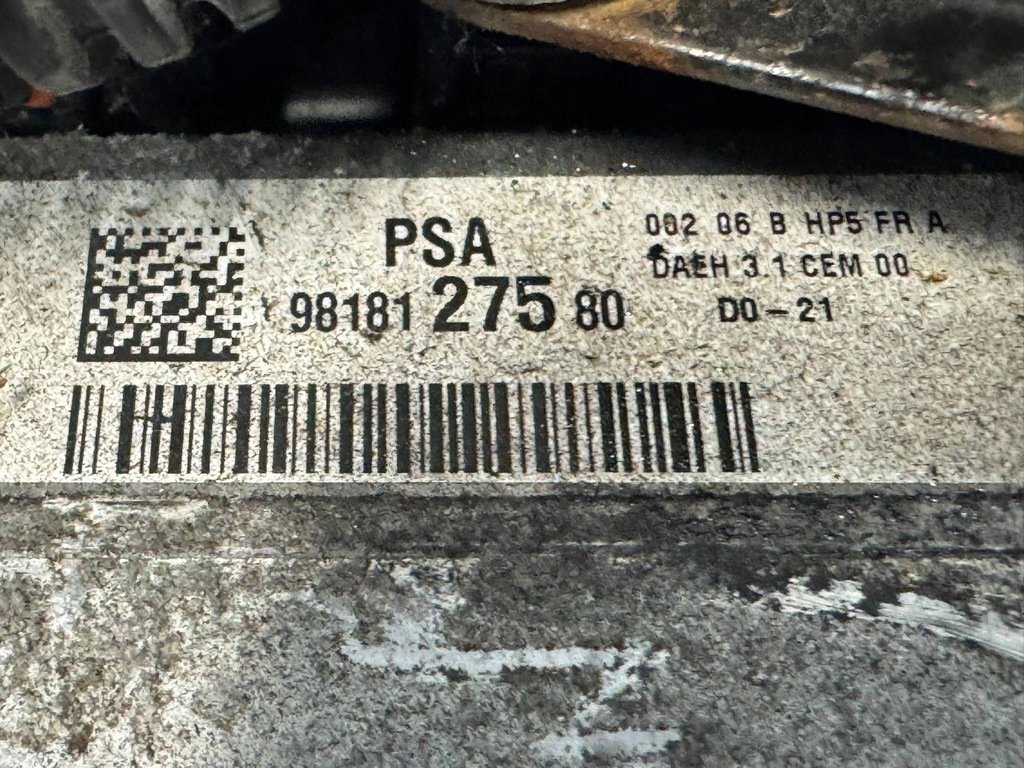 PSA
98181 275 80
002 06 B HP5 FR A
DAEH 3.1 CEM 00
D0-21